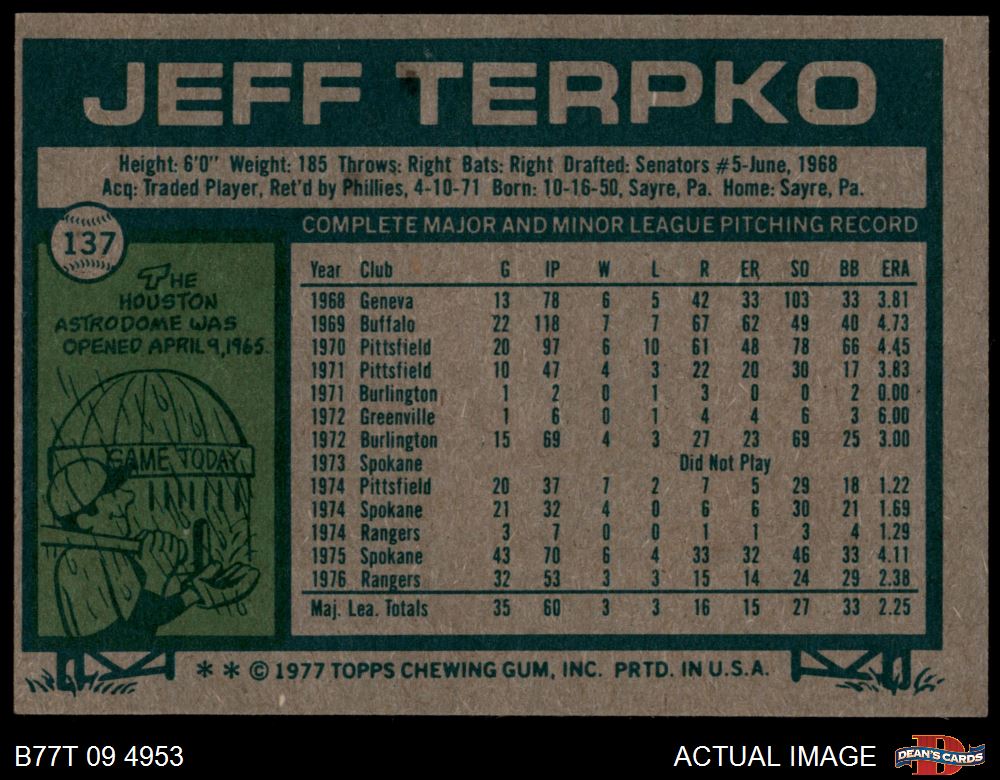 JEFF TERPKO
Height: 6'0" Weight: 185 Throws: Right Bats: Right Drafted: Senators #5-June, 1968
Acq: Traded Player, Ret'd by Phillies, 4-10-71 Born: 10-16-50, Sayre, Pa. Home: Sayre, Pa.
137
THE
HOUSTON
ASTRODOME WAS
OPENED APRIL 9, 1965.
GAME TODAY
COMPLETE MAJOR AND MINOR LEAGUE PITCHING RECORD
Year Club G IP W L R ER SO BB ERA
1968 Geneva 13 78 6 5 42 33 103 33 3.81
1969 Buffalo 22 118 7 7 67 62 49 40 4.73
1970 Pittsfield 20 97 6 10 61 48 78 66 4.45
1971 Pittsfield 10 47 4 3 22 20 30 17 3.83
1971 Burlington 1 2 0 1 3 0 0 2 0.00
1972 Greenville 1 6 0 1 4 4 6 3 6.00
1972 Burlington 15 69 4 3 27 23 69 25 3.00
1973 Spokane Did Not Play
1974 Pittsfield 20 37 7 2 7 5 29 18 1.22
1974 Spokane 21 32 4 0 6 6 30 21 1.69
1974 Rangers 3 7 0 0 1 1 3 4 1.29
1975 Spokane 43 70 6 4 33 32 46 33 4.11
1976 Rangers 32 53 3 3 15 14 24 29 2.38
Maj. Lea. Totals 35 60 3 3 16 15 27 33 2.25
* * © 1977 TOPPS CHEWING GUM, INC. PRTD. IN U.S.A.
B77T 09 4953
ACTUAL IMAGE
DEAN'S CARDS